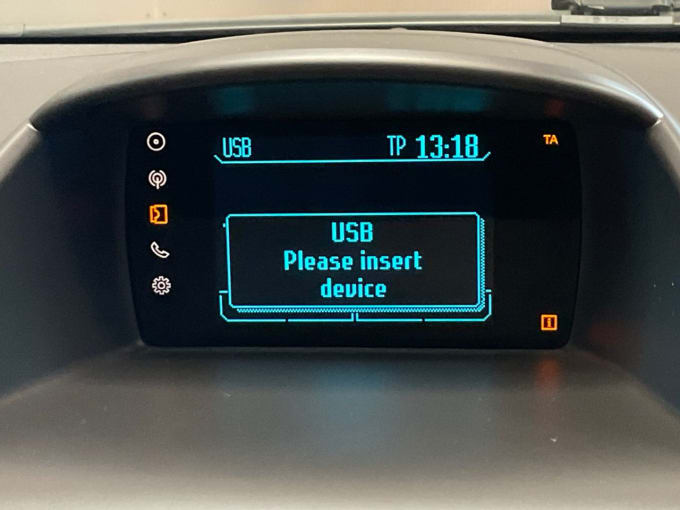 USB TP 13:18 TA
USB
Please insert
device
i